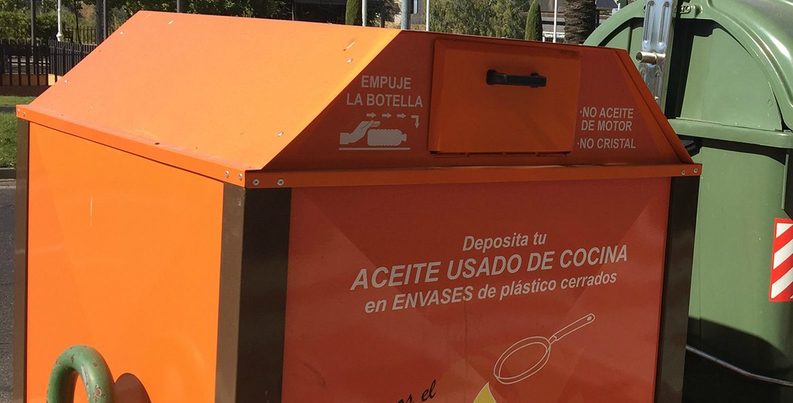 EMPUJE
LA BOTELLA
·NO ACEITE
DE MOTOR
·NO CRISTAL
Deposita tu
ACEITE USADO DE COCINA
en ENVASES de plástico cerrados
el